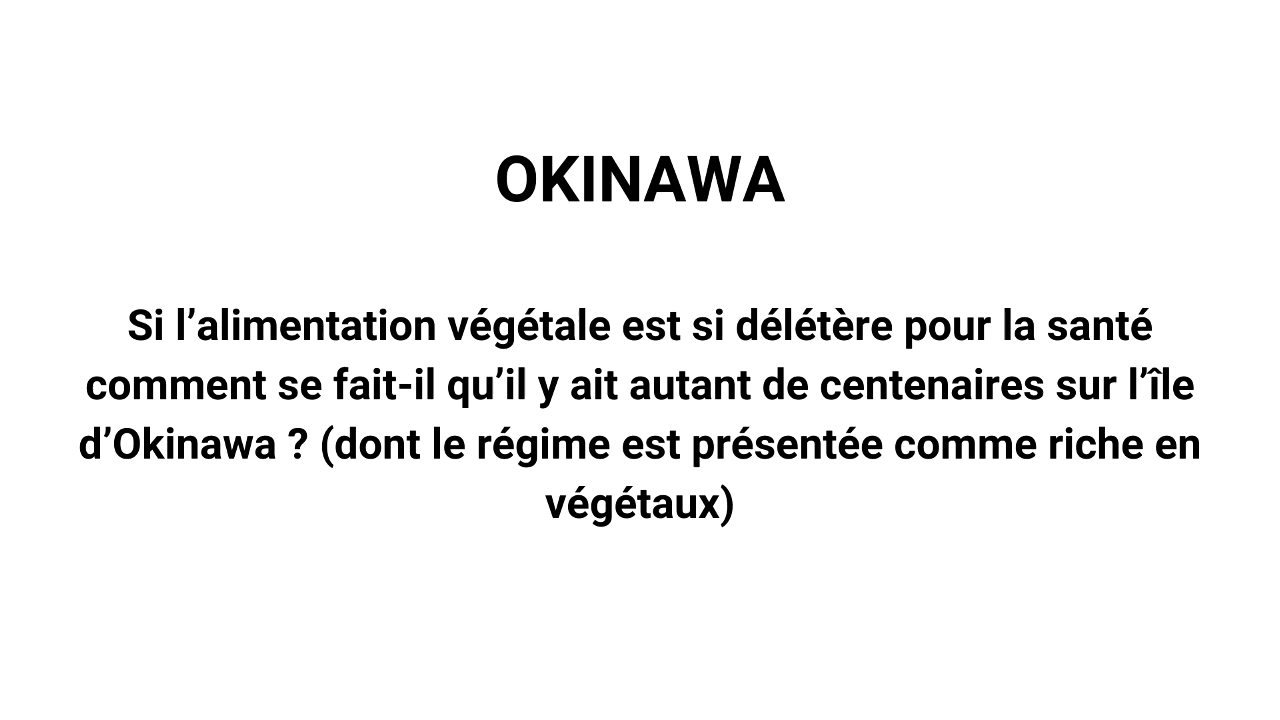 OKINAWA
Si l’alimentation végétale est si délétère pour la santé
comment se fait-il qu’il y ait autant de centenaires sur l’île
d’Okinawa ? (dont le régime est présentée comme riche en
végétaux)